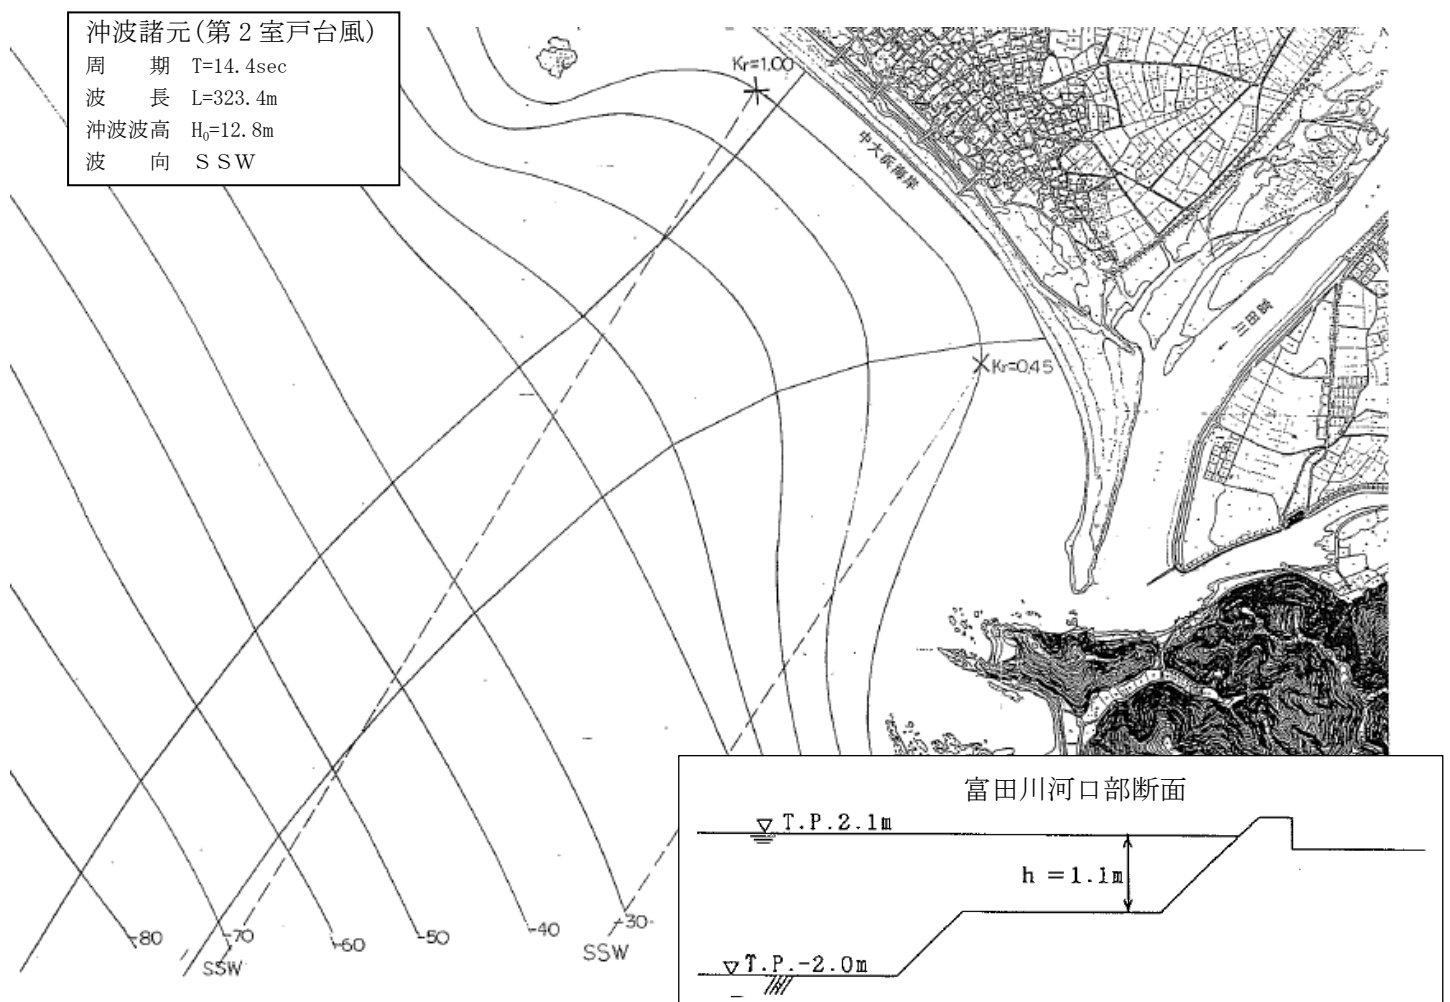 沖波諸元(第2室戸台風)
周　期 T=14.4sec
波　長 L=323.4m
沖波波高 H₀=12.8m
波　向 ＳＳＷ
Kr=1.00
中大浜海岸
富田川
Kr=0.45
-80
-70
-60
-50
-40
-30
SSW
SSW
富田川河口部断面
T.P.2.1m
h =1.1m
T.P.-2.0m